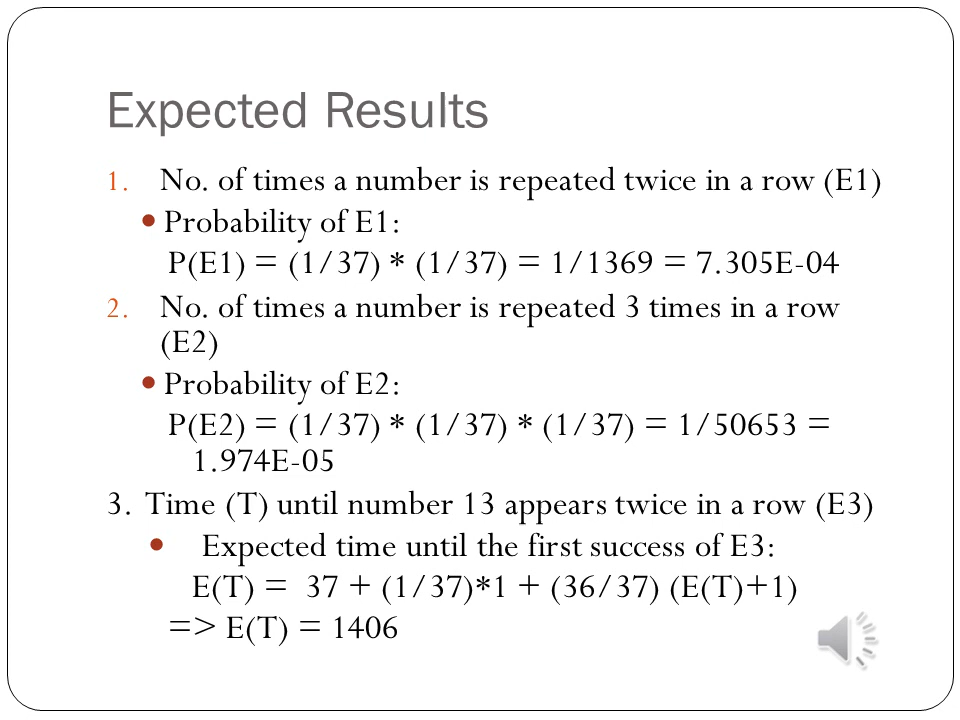 Expected Results
1. No. of times a number is repeated twice in a row (E1)
• Probability of E1:
P(E1) = (1/37) * (1/37) = 1/1369 = 7.305E-04
2. No. of times a number is repeated 3 times in a row
(E2)
• Probability of E2:
P(E2) = (1/37) * (1/37) * (1/37) = 1/50653 =
1.974E-05
3. Time (T) until number 13 appears twice in a row (E3)
• Expected time until the first success of E3:
E(T) = 37 + (1/37)*1 + (36/37) (E(T)+1)
=> E(T) = 1406